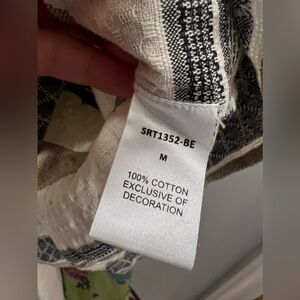 SRT1352-BE
M
100% COTTON
EXCLUSIVE OF
DECORATION